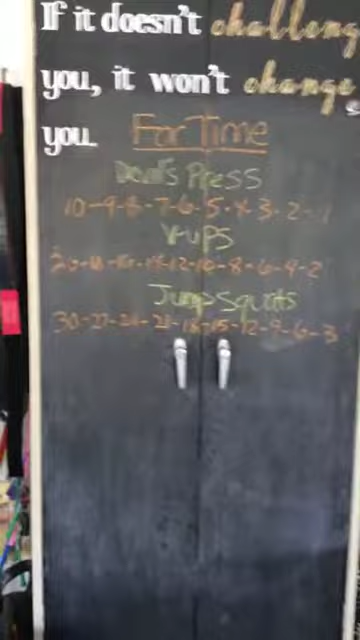 If it doesn't challeng
you, it won't change
you.
For Time
Devil's Press
10-9-8-7-6-5-4-3-2-1
V-ups
20-18-16-14-12-10-8-6-4-2
Jump Squats
30-27-24-21-18-15-12-9-6-3